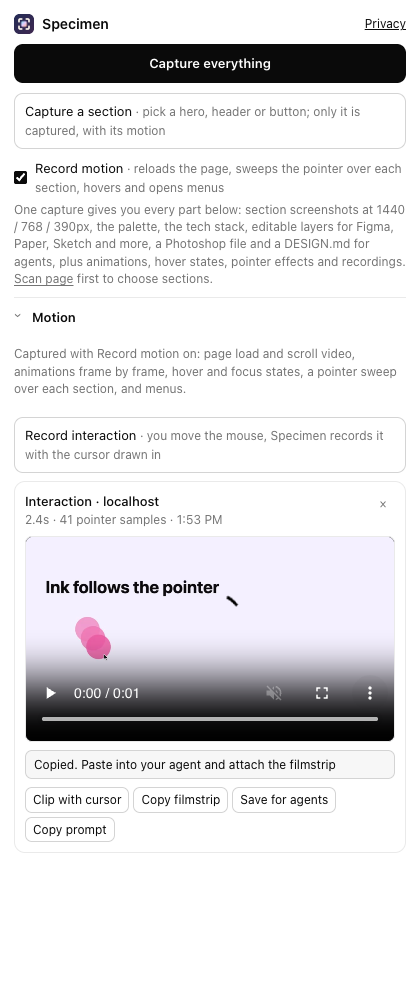 Specimen
Privacy
Capture everything
Capture a section · pick a hero, header or button; only it is
captured, with its motion
Record motion · reloads the page, sweeps the pointer over each
section, hovers and opens menus
One capture gives you every part below: section screenshots at 1440
/ 768 / 390px, the palette, the tech stack, editable layers for Figma,
Paper, Sketch and more, a Photoshop file and a DESIGN.md for
agents, plus animations, hover states, pointer effects and recordings.
Scan page first to choose sections.
Motion
Captured with Record motion on: page load and scroll video,
animations frame by frame, hover and focus states, a pointer sweep
over each section, and menus.
Record interaction · you move the mouse, Specimen records it
with the cursor drawn in
Interaction · localhost
×
2.4s · 41 pointer samples · 1:53 PM
Ink follows the pointer
0:00 / 0:01
Copied. Paste into your agent and attach the filmstrip
Clip with cursor
Copy filmstrip
Save for agents
Copy prompt